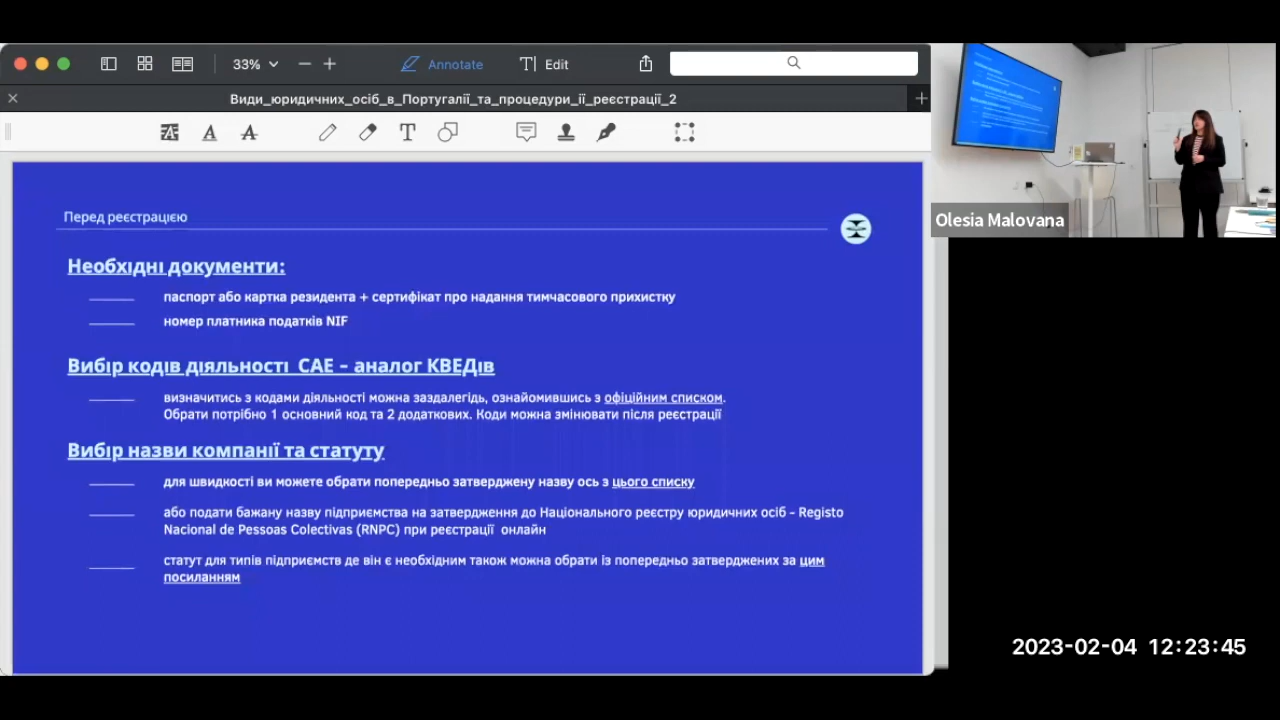 33%
Annotate
Edit
Види_юридичних_осіб_в_Португалії_та_процедури_ії_реєстрації_2
Перед реєстрацією
Необхідні документи:
паспорт або картка резидента + сертифікат про надання тимчасового прихистку
номер платника податків NIF
Вибір кодів діяльності CAE – аналог КВЕДів
визначитись з кодами діяльності можна заздалегідь, ознайомившись з офіційним списком.
Обрати потрібно 1 основний код та 2 додаткових. Коди можна змінювати після реєстрації
Вибір назви компанії та статуту
для швидкості ви можете обрати попередньо затверджену назву ось з цього списку
або подати бажану назву підприємства на затвердження до Національного реєстру юридичних осіб - Registo
Nacional de Pessoas Colectivas (RNPC) при реєстрації онлайн
статут для типів підприємств де він є необхідним також можна обрати із попередньо затверджених за цим
посиланням
Olesia Malovana
2023-02-04 12:23:45